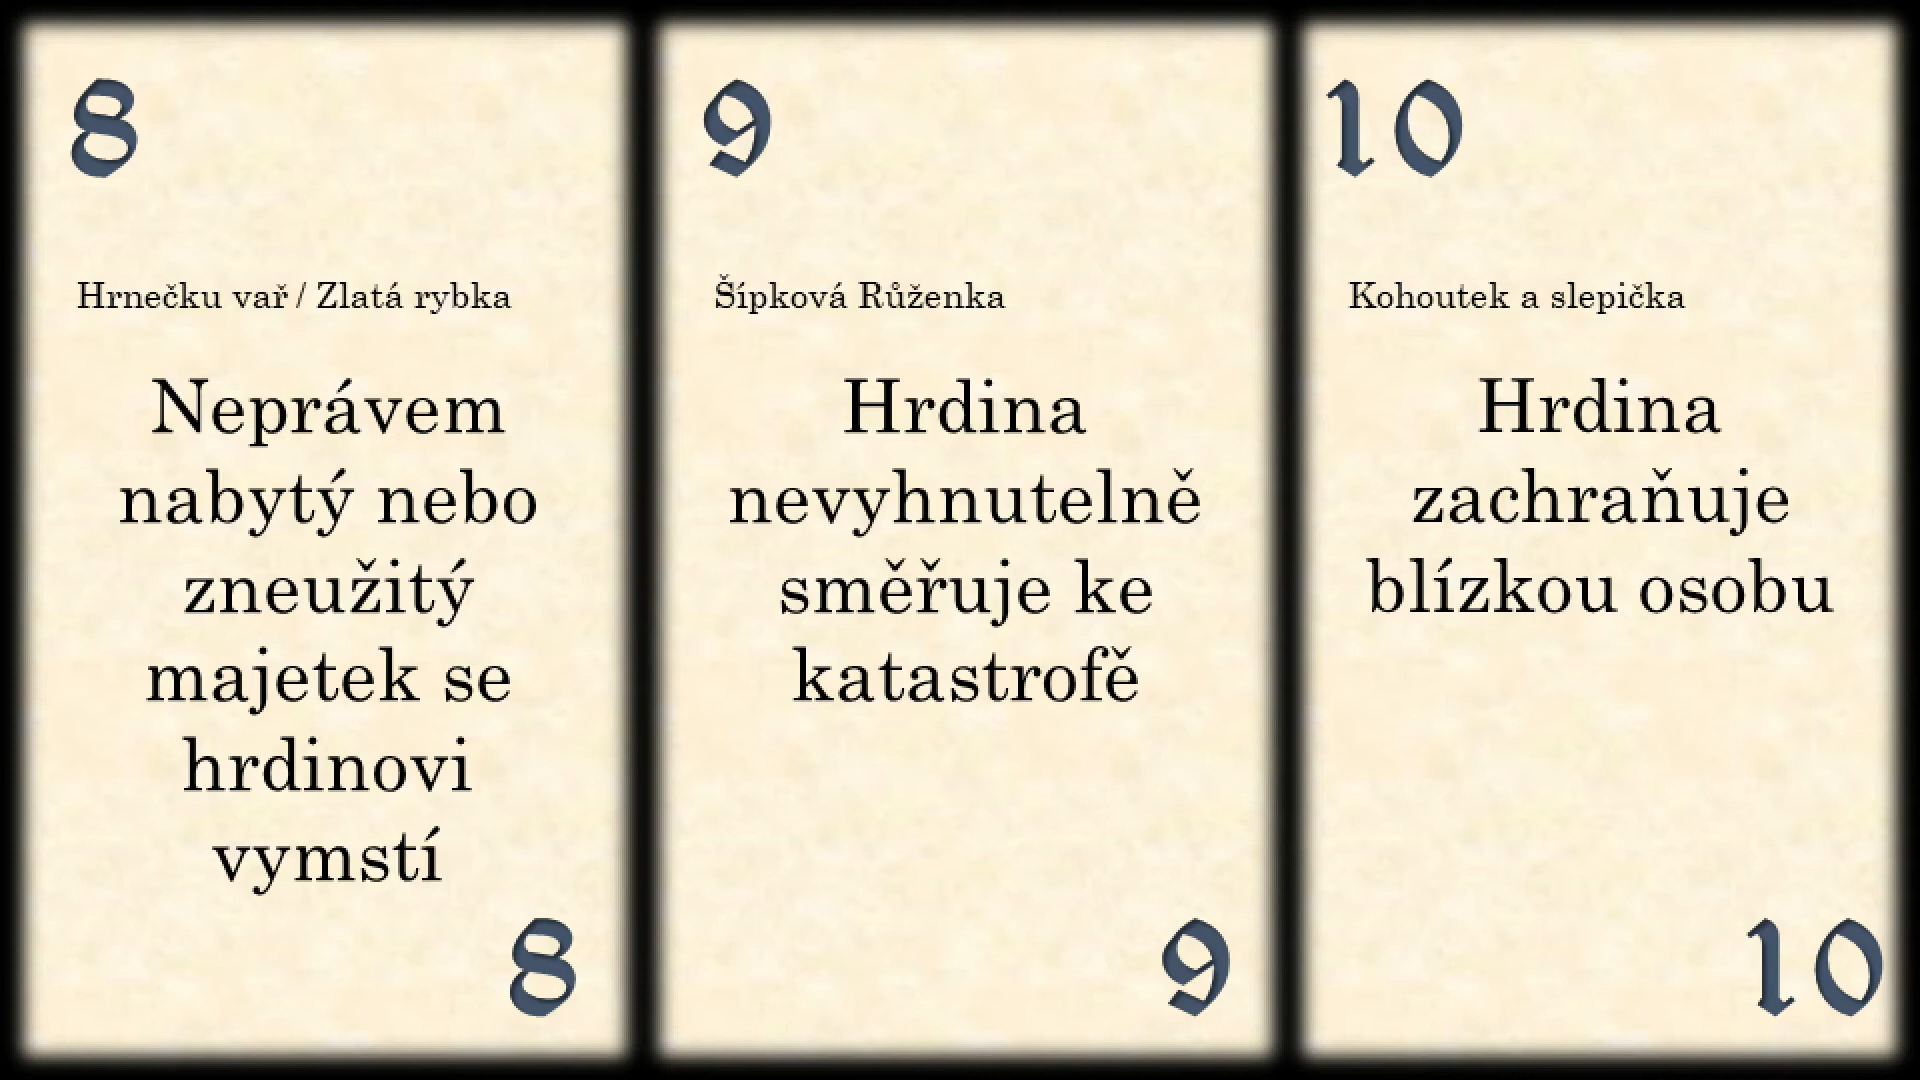 8
Hrnečku vař / Zlatá rybka
Neprávem
nabytý nebo
zneužitý
majetek se
hrdinovi
vymstí
8
9
Šípková Růženka
Hrdina
nevyhnutelně
směřuje ke
katastrofě
9
10
Kohoutek a slepička
Hrdina
zachraňuje
blízkou osobu
10